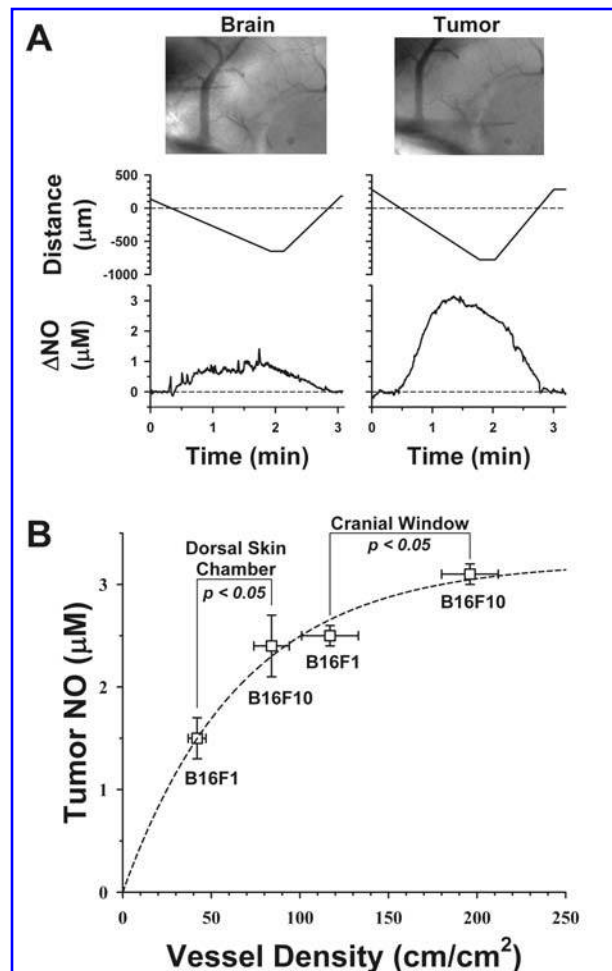 A
Brain
Tumor
Distance
(μm)
500
0
-500
-1000
ΔNO
(μM)
3
2
1
0
0 1 2 3
Time (min)
0 1 2 3
Time (min)
B
Cranial Window
p < 0.05
Dorsal Skin
Chamber
p < 0.05
B16F10
B16F1
B16F10
B16F1
Tumor NO (μM)
3
2
1
0
0 50 100 150 200 250
Vessel Density (cm/cm²)